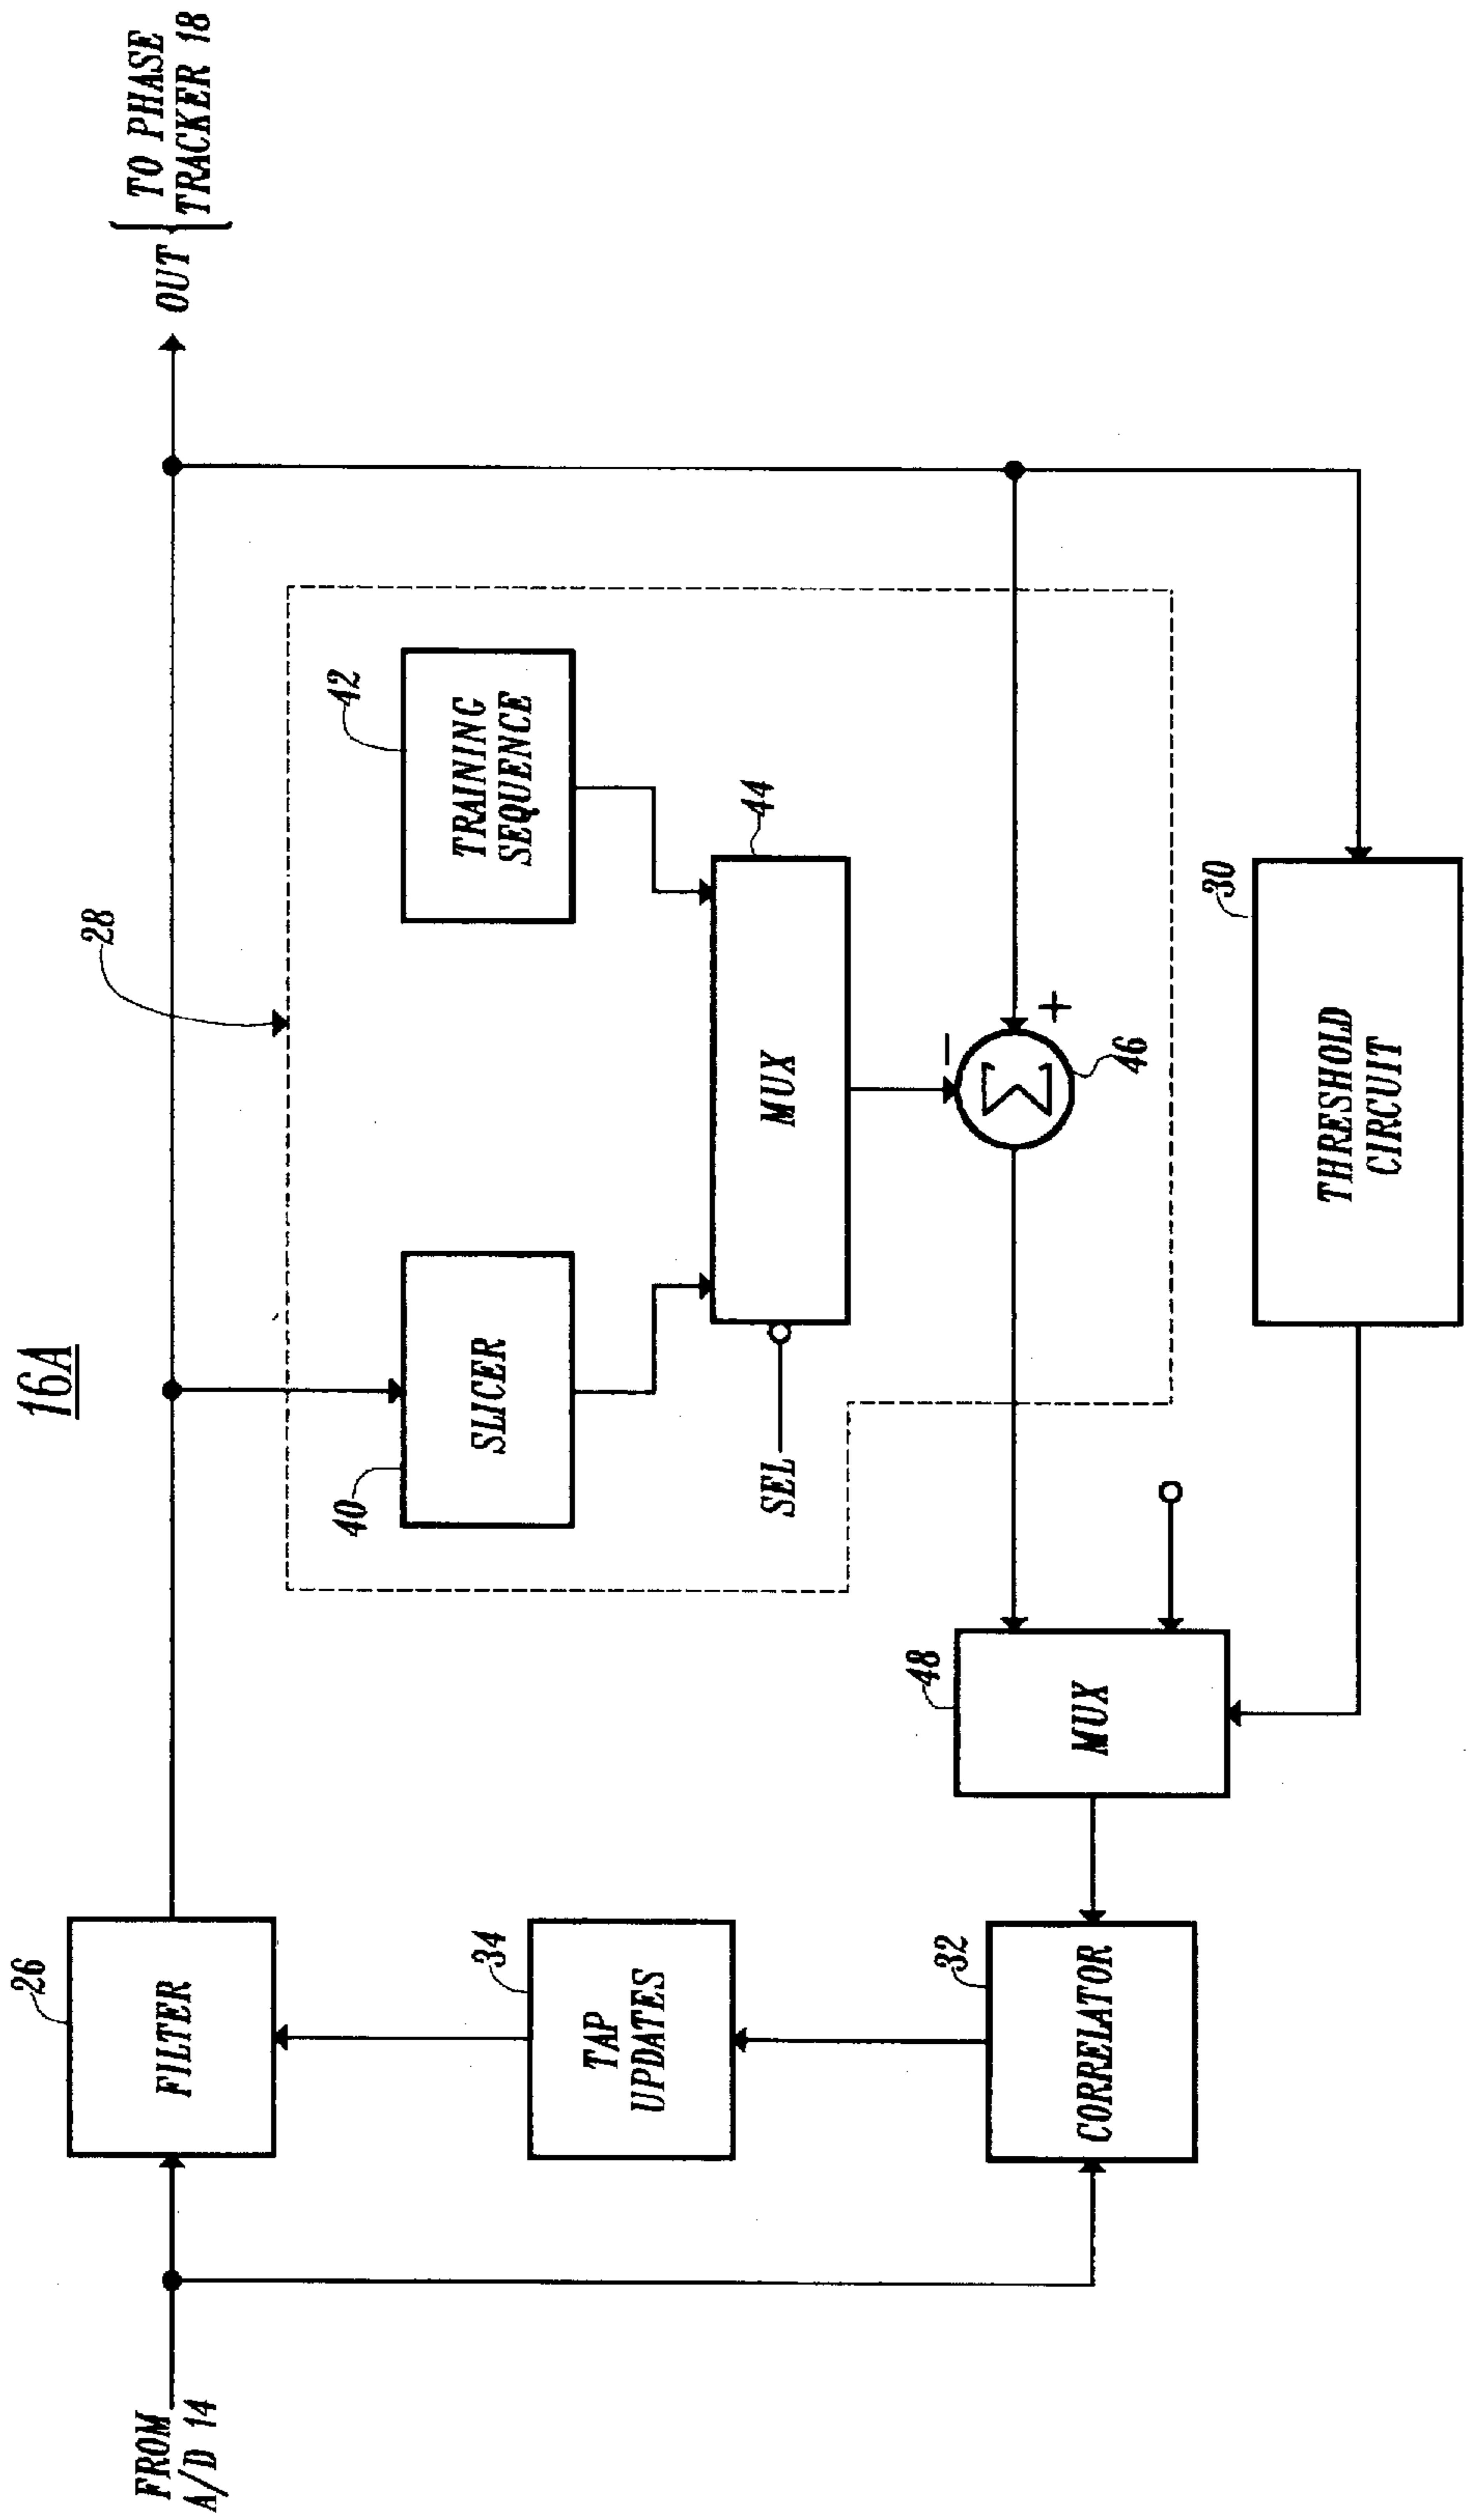 16A
26
FILTER
FROM
A/D 14
OUT
TO PHASE
TRACKER 18
28
40
SLICER
42
TRAINING
SEQUENCE
34
TAP
UPDATES
SEL
MUX
44
32
CORRELATOR
48
MUX
Σ
−
+
46
30
THRESHOLD
CIRCUIT